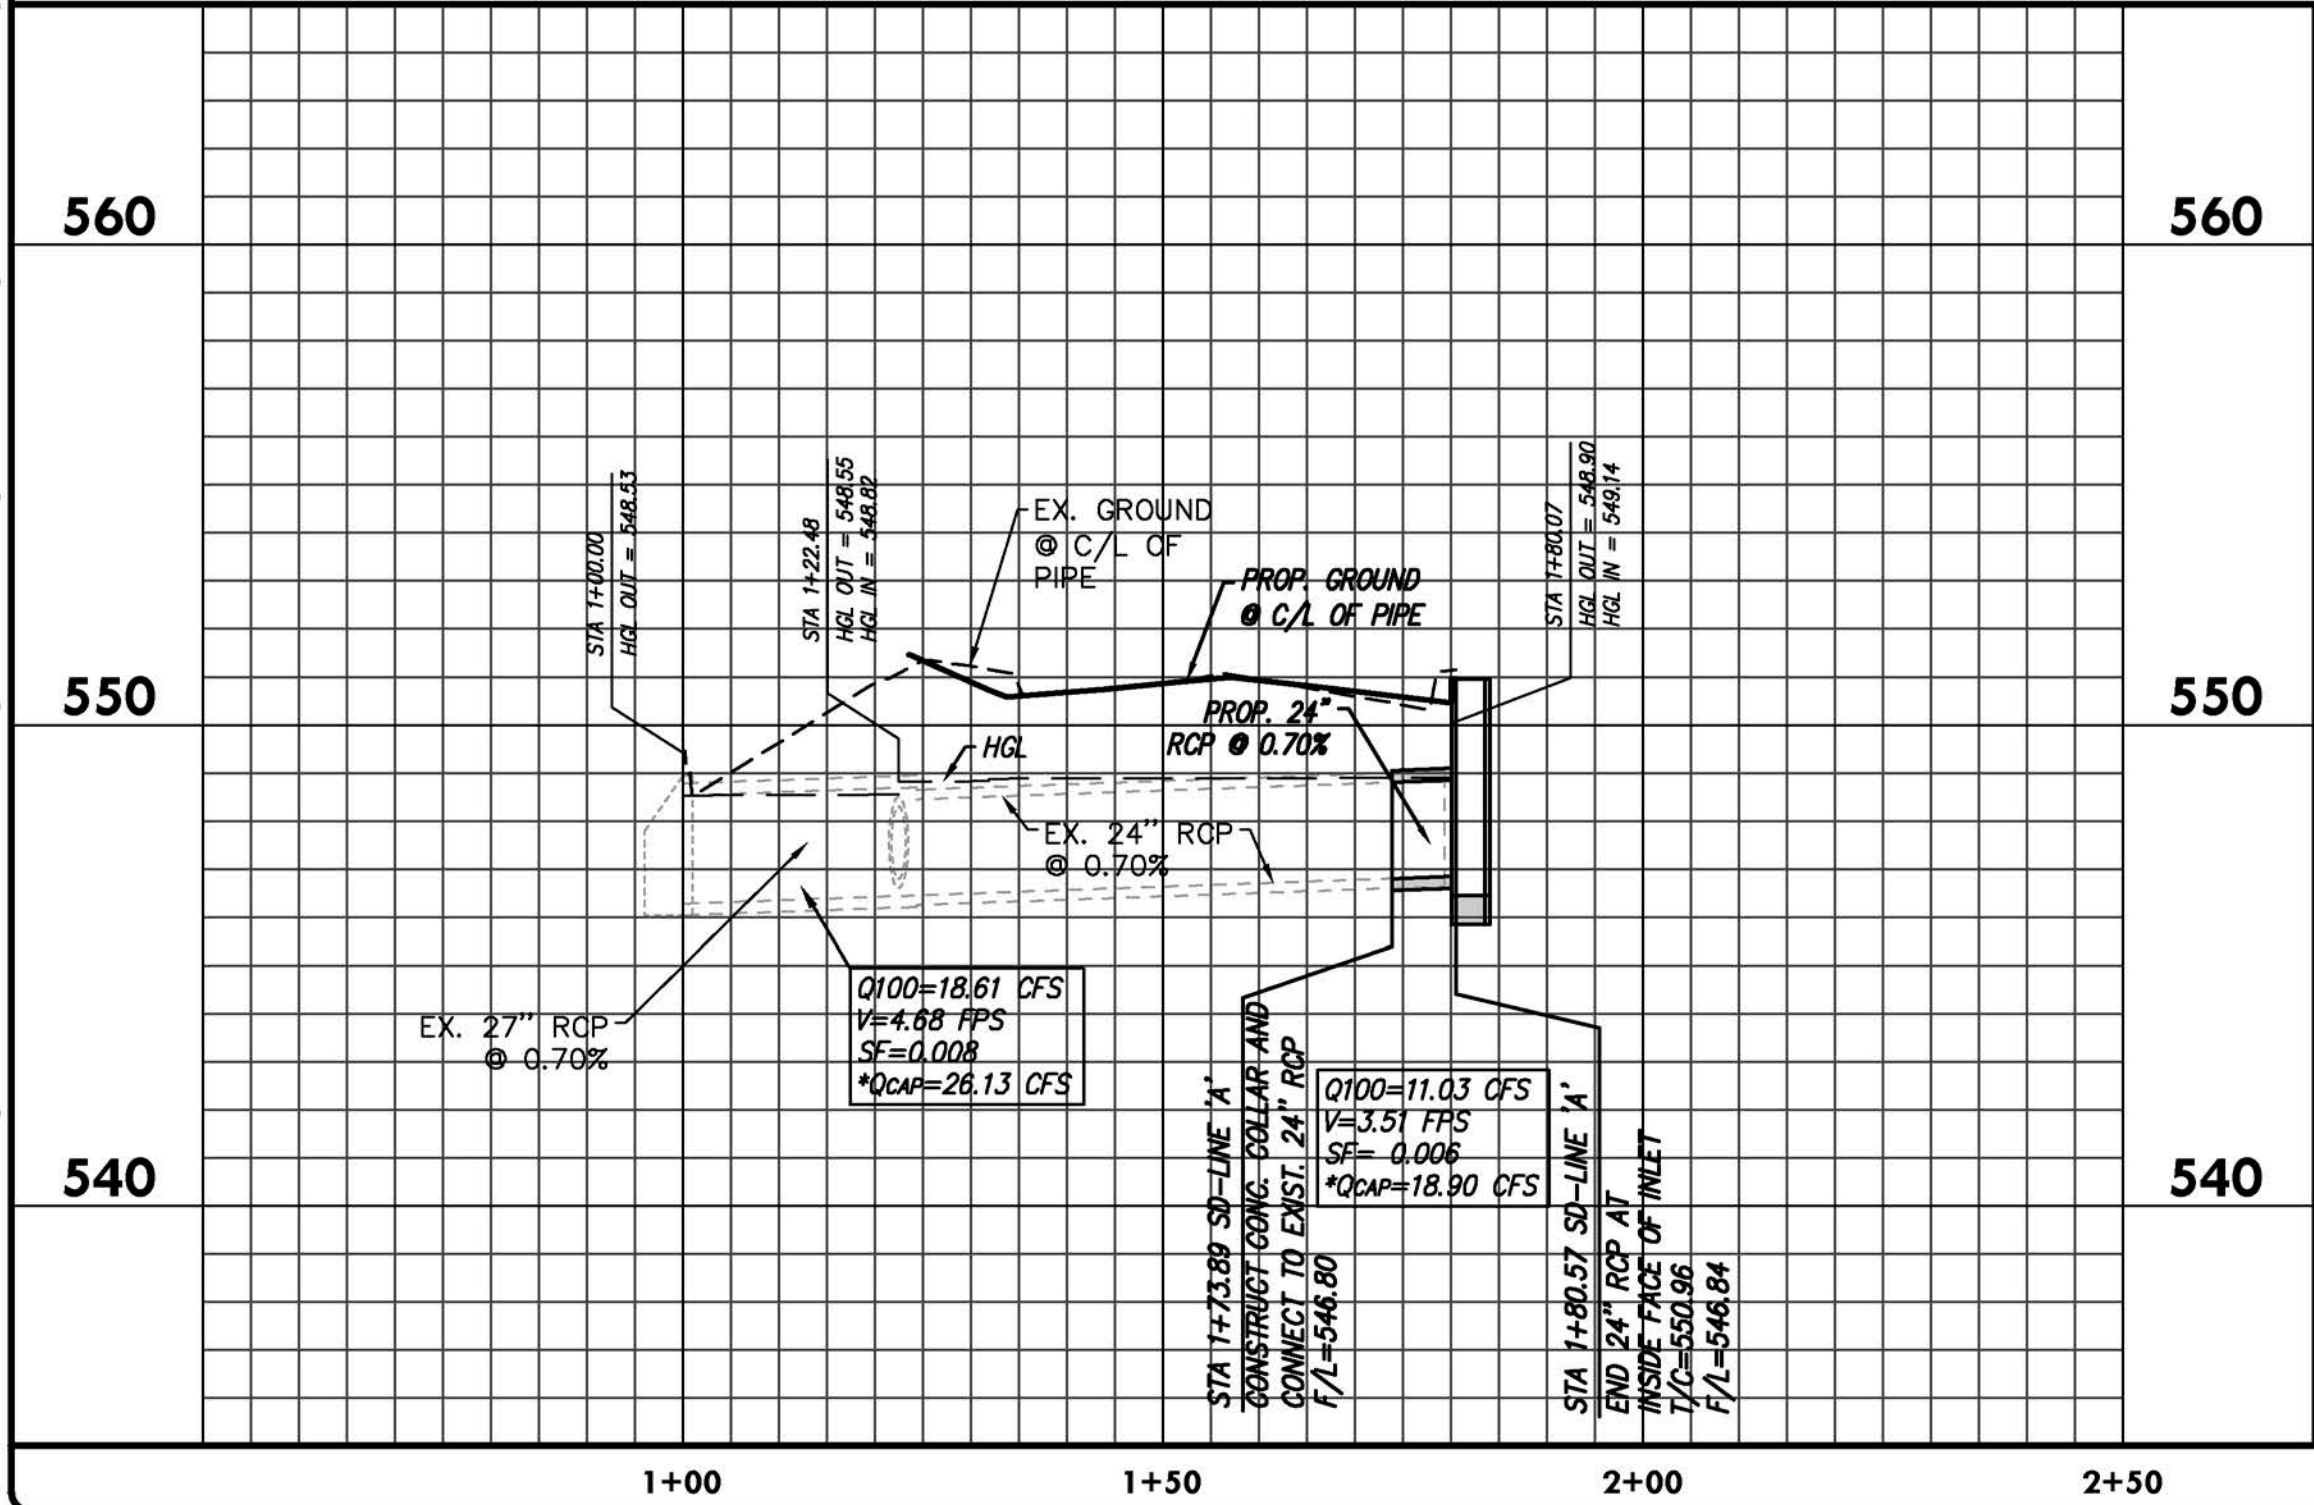 560
560
STA 1+00.00
HGL OUT = 548.53
STA 1+22.48
HGL OUT = 548.55
HGL IN = 548.82
EX. GROUND
@ C/L OF
PIPE
PROP. GROUND
@ C/L OF PIPE
STA 1+80.07
HGL OUT = 548.90
HGL IN = 549.14
550
550
HGL
PROP. 24"
RCP @ 0.70%
EX. 24" RCP
@ 0.70%
EX. 27" RCP
@ 0.70%
Q100=18.61 CFS
V=4.68 FPS
SF=0.008
*QCAP=26.13 CFS
STA 1+73.89 SD-LINE 'A'
CONSTRUCT CONC. COLLAR AND
CONNECT TO EXIST. 24" RCP
F/L=546.80
Q100=11.03 CFS
V=3.51 FPS
SF= 0.006
*QCAP=18.90 CFS
STA 1+80.57 SD-LINE 'A'
END 24" RCP AT
INSIDE FACE OF INLET
T/C=550.96
F/L=546.84
540
540
1+00
1+50
2+00
2+50